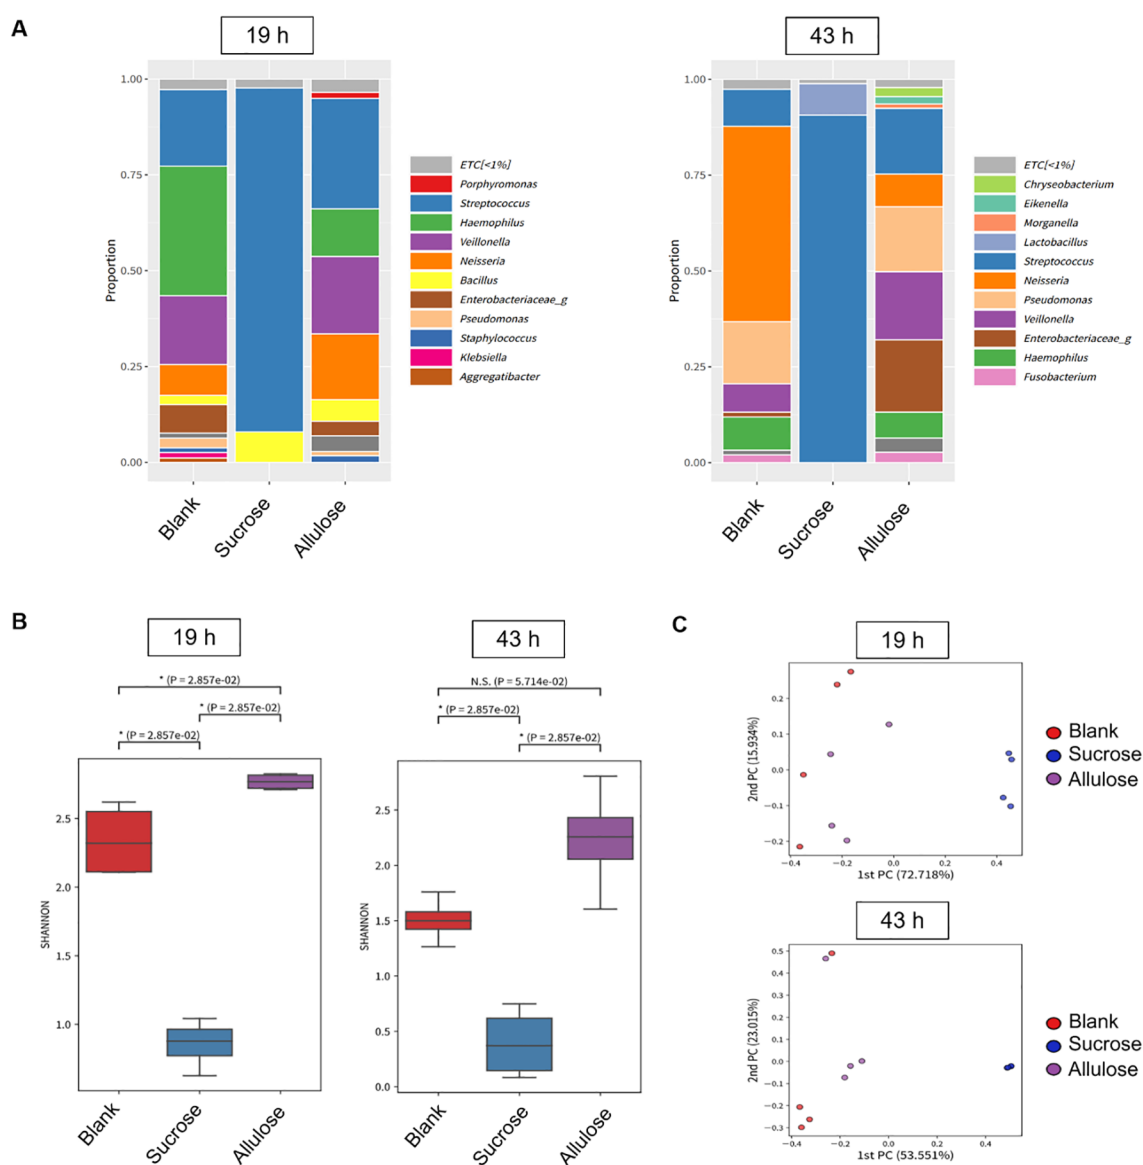 A
19 h
43 h
1.00
0.75
0.50
0.25
0.00
Proportion
Blank
Sucrose
Allulose
ETC[<1%]
Porphyromonas
Streptococcus
Haemophilus
Veillonella
Neisseria
Bacillus
Enterobacteriaceae_g
Pseudomonas
Staphylococcus
Klebsiella
Aggregatibacter
1.00
0.75
0.50
0.25
0.00
Proportion
Blank
Sucrose
Allulose
ETC[<1%]
Chryseobacterium
Eikenella
Morganella
Lactobacillus
Streptococcus
Neisseria
Pseudomonas
Veillonella
Enterobacteriaceae_g
Haemophilus
Fusobacterium
B
19 h
* (P = 2.857e-02)
* (P = 2.857e-02)
* (P = 2.857e-02)
2.5
2.0
1.5
1.0
SHANNON
Blank
Sucrose
Allulose
43 h
N.S. (P = 5.714e-02)
* (P = 2.857e-02)
* (P = 2.857e-02)
2.5
2.0
1.5
1.0
0.5
0.0
SHANNON
Blank
Sucrose
Allulose
C
19 h
0.2
0.1
0.0
−0.1
−0.2
2nd PC (15.934%)
−0.4 −0.2 0.0 0.2 0.4
1st PC (72.718%)
Blank
Sucrose
Allulose
43 h
0.5
0.4
0.3
0.2
0.1
0.0
−0.1
−0.2
−0.3
2nd PC (23.015%)
−0.4 −0.2 0.0 0.2 0.4
1st PC (53.551%)
Blank
Sucrose
Allulose